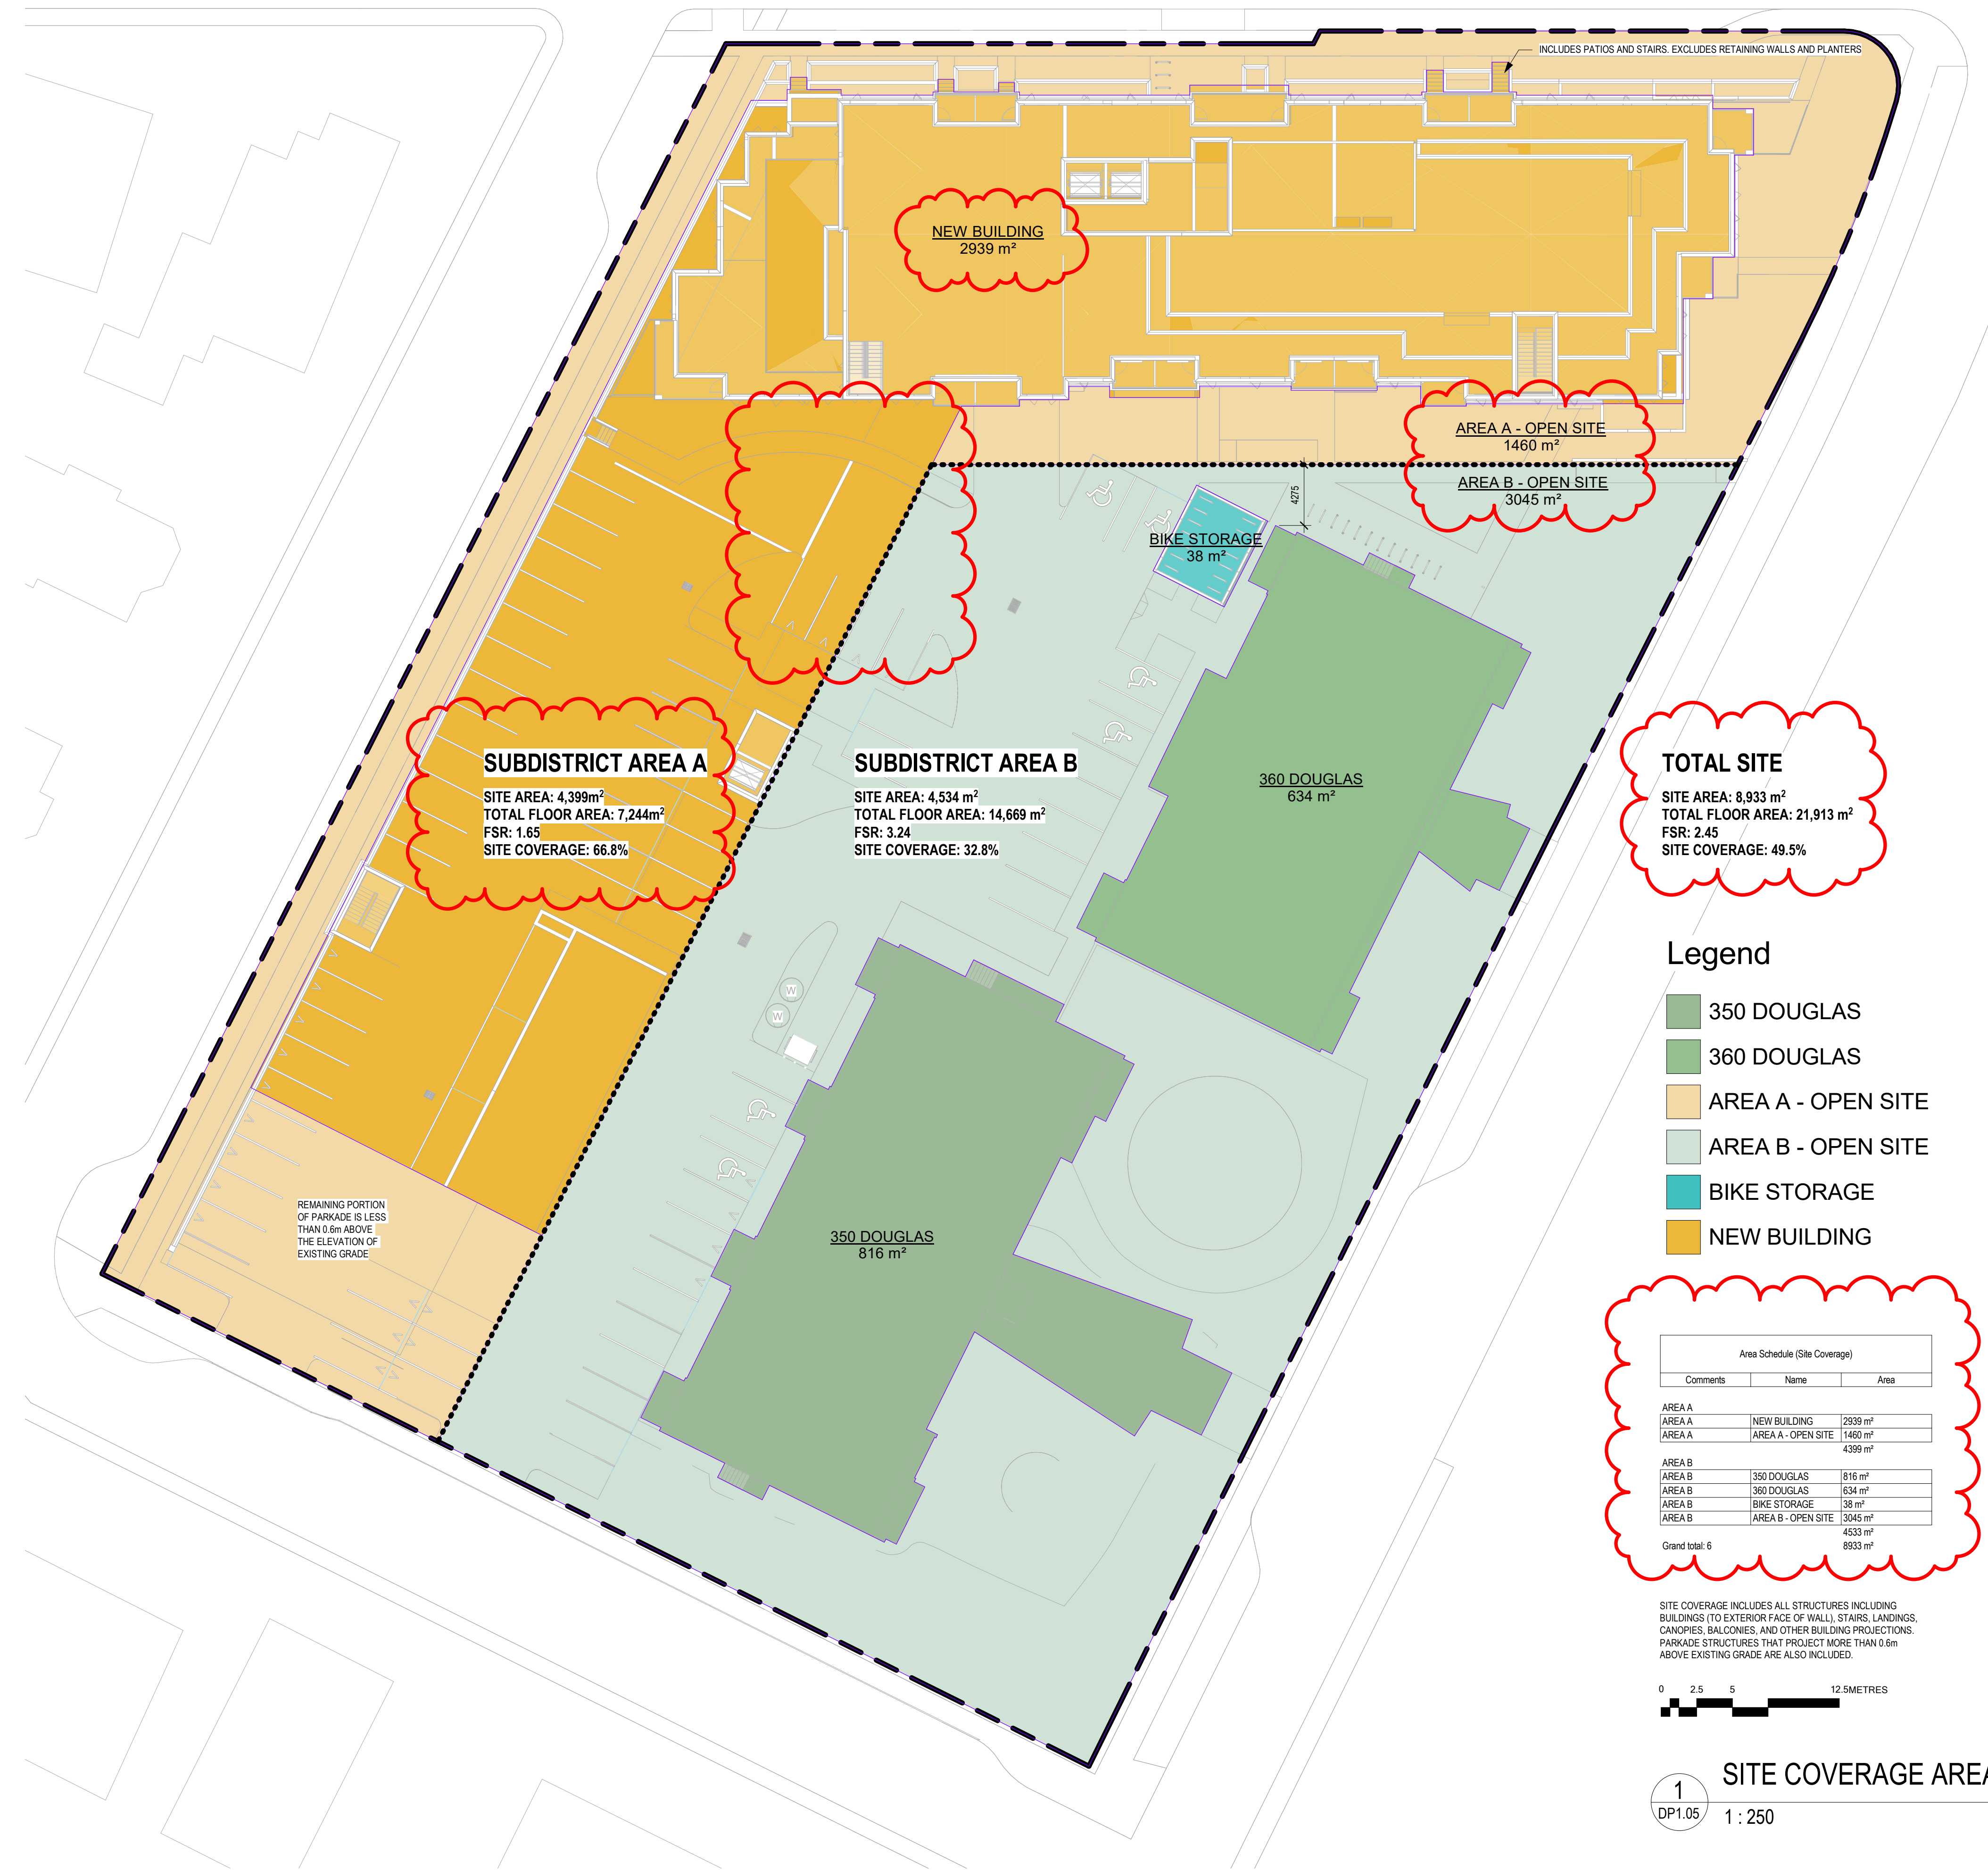 INCLUDES PATIOS AND STAIRS. EXCLUDES RETAINING WALLS AND PLANTERS
NEW BUILDING
2939 m²
AREA A - OPEN SITE
1460 m²
AREA B - OPEN SITE
3045 m²
4275
BIKE STORAGE
38 m²
SUBDISTRICT AREA A
SITE AREA: 4,399m²
TOTAL FLOOR AREA: 7,244m²
FSR: 1.65
SITE COVERAGE: 66.8%
SUBDISTRICT AREA B
SITE AREA: 4,534 m²
TOTAL FLOOR AREA: 14,669 m²
FSR: 3.24
SITE COVERAGE: 32.8%
360 DOUGLAS
634 m²
TOTAL SITE
SITE AREA: 8,933 m²
TOTAL FLOOR AREA: 21,913 m²
FSR: 2.45
SITE COVERAGE: 49.5%
W
W
350 DOUGLAS
816 m²
REMAINING PORTION
OF PARKADE IS LESS
THAN 0.6m ABOVE
THE ELEVATION OF
EXISTING GRADE
Legend
350 DOUGLAS
360 DOUGLAS
AREA A - OPEN SITE
AREA B - OPEN SITE
BIKE STORAGE
NEW BUILDING
Area Schedule (Site Coverage)
Comments Name Area
AREA A
AREA A NEW BUILDING 2939 m²
AREA A AREA A - OPEN SITE 1460 m²
4399 m²
AREA B
AREA B 350 DOUGLAS 816 m²
AREA B 360 DOUGLAS 634 m²
AREA B BIKE STORAGE 38 m²
AREA B AREA B - OPEN SITE 3045 m²
4533 m²
Grand total: 6 8933 m²
SITE COVERAGE INCLUDES ALL STRUCTURES INCLUDING
BUILDINGS (TO EXTERIOR FACE OF WALL), STAIRS, LANDINGS,
CANOPIES, BALCONIES, AND OTHER BUILDING PROJECTIONS.
PARKADE STRUCTURES THAT PROJECT MORE THAN 0.6m
ABOVE EXISTING GRADE ARE ALSO INCLUDED.
0 2.5 5 12.5METRES
1
DP1.05
SITE COVERAGE AREA
1 : 250